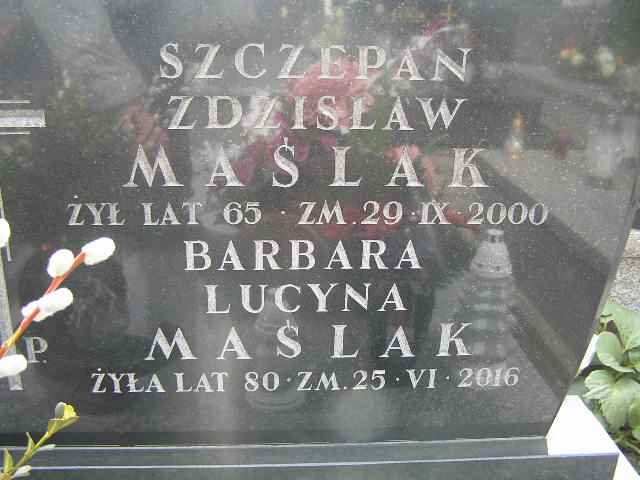 SZCZEPAN
ZDZISŁAW
MAŚLAK
ŻYŁ LAT 65 · ZM. 29 · IX · 2000
BARBARA
LUCYNA
MAŚLAK
P.
ŻYŁA LAT 80 · ZM. 25 · VI · 2016